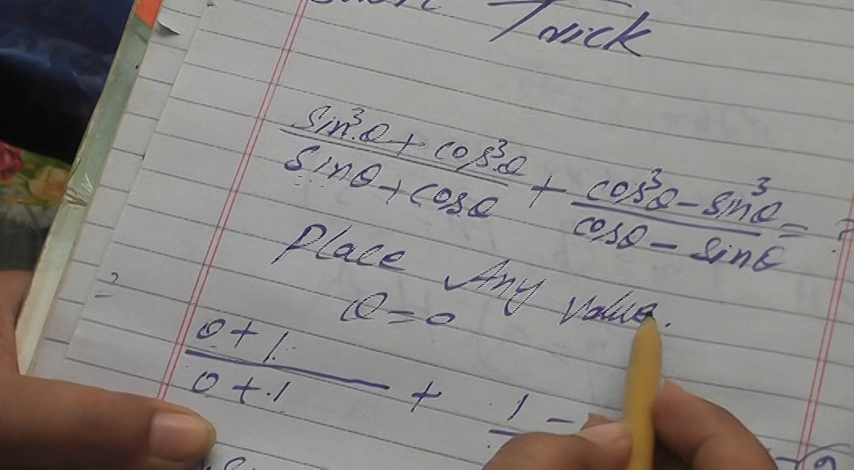 Trick
sin³θ + cos³θ / sinθ + cosθ + cos³θ - sin³θ / cosθ - sinθ = ?
Place Any value.
θ = 0
0 + 1 / 0 + 1 + 1 -